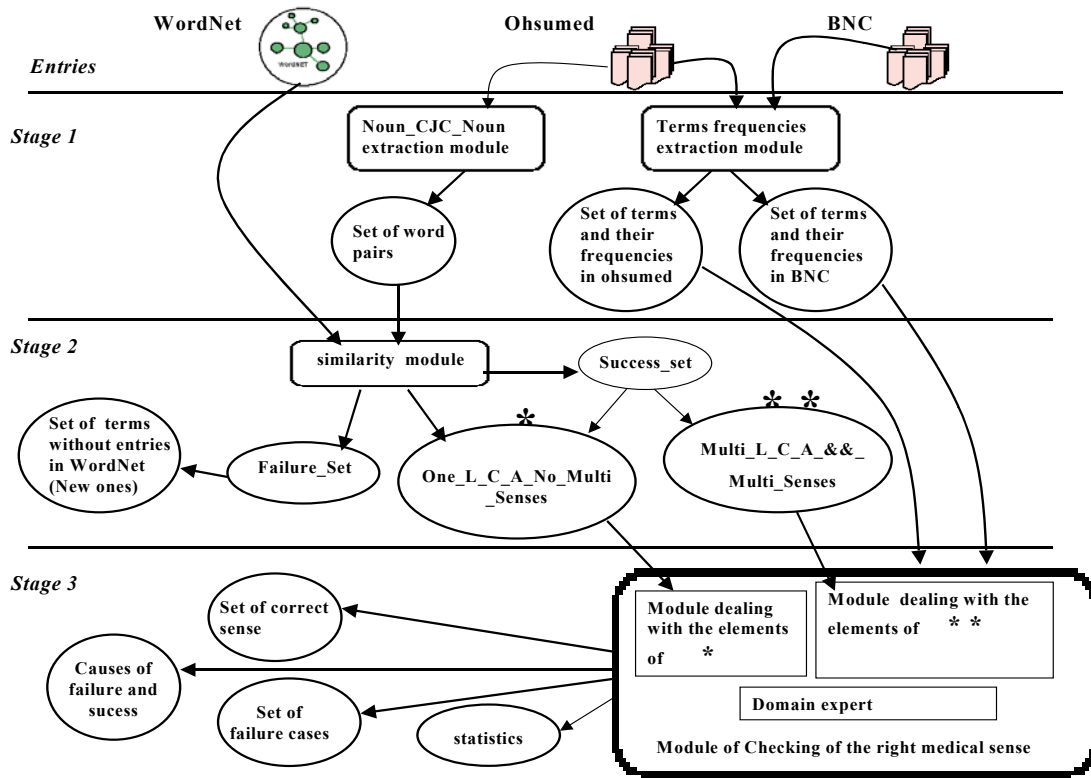 WordNet
Ohsumed
BNC
WordNET
Entries
Stage 1
Noun_CJC_Noun
extraction module
Terms frequencies
extraction module
Set of word
pairs
Set of terms
and their
frequencies
in ohsumed
Set of terms
and their
frequencies
in BNC
Stage 2
similarity module
Success_set
Set of terms
without entries
in WordNet
(New ones)
Failure_Set
*
One_L_C_A_No_Multi
_Senses
* *
Multi_L_C_A_&&_
Multi_Senses
Stage 3
Set of correct
sense
Causes of
failure and
sucess
Set of
failure cases
statistics
Module dealing
with the elements
of *
Module dealing with the
elements of * *
Domain expert
Module of Checking of the right medical sense